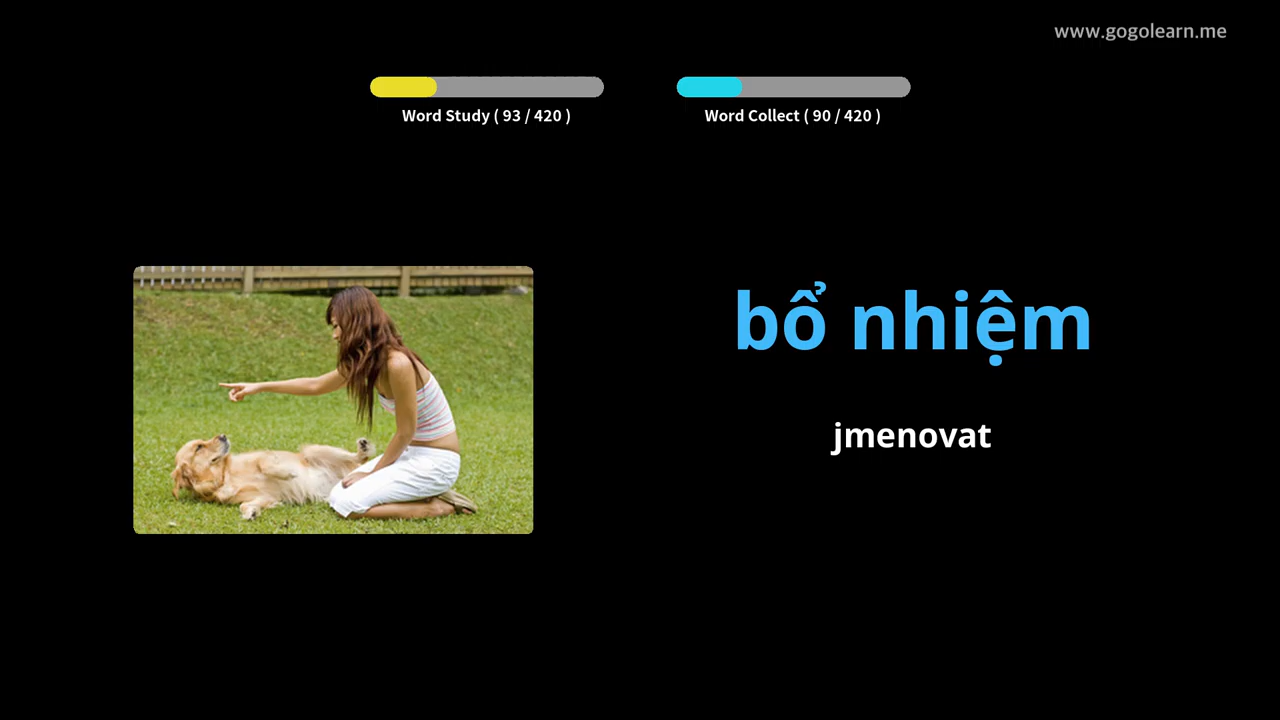 www.gogolearn.me
Word Study ( 93 / 420 )
Word Collect ( 90 / 420 )
bổ nhiệm
jmenovat